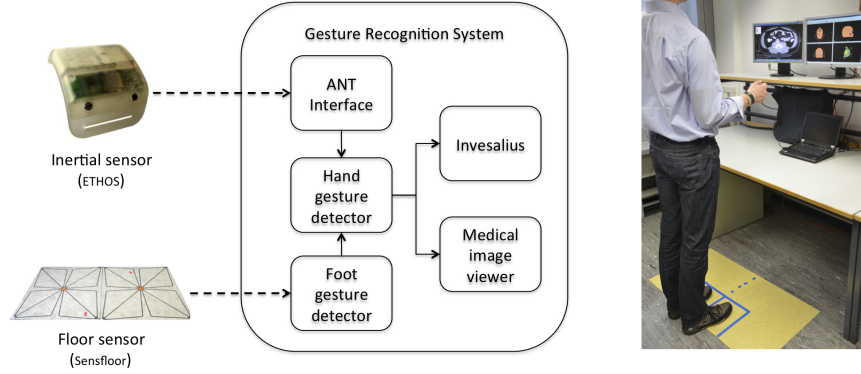 Gesture Recognition System
ANT
Interface
Hand
gesture
detector
Foot
gesture
detector
Invesalius
Medical
image
viewer
Inertial sensor
(ETHOS)
Floor sensor
(Sensfloor)